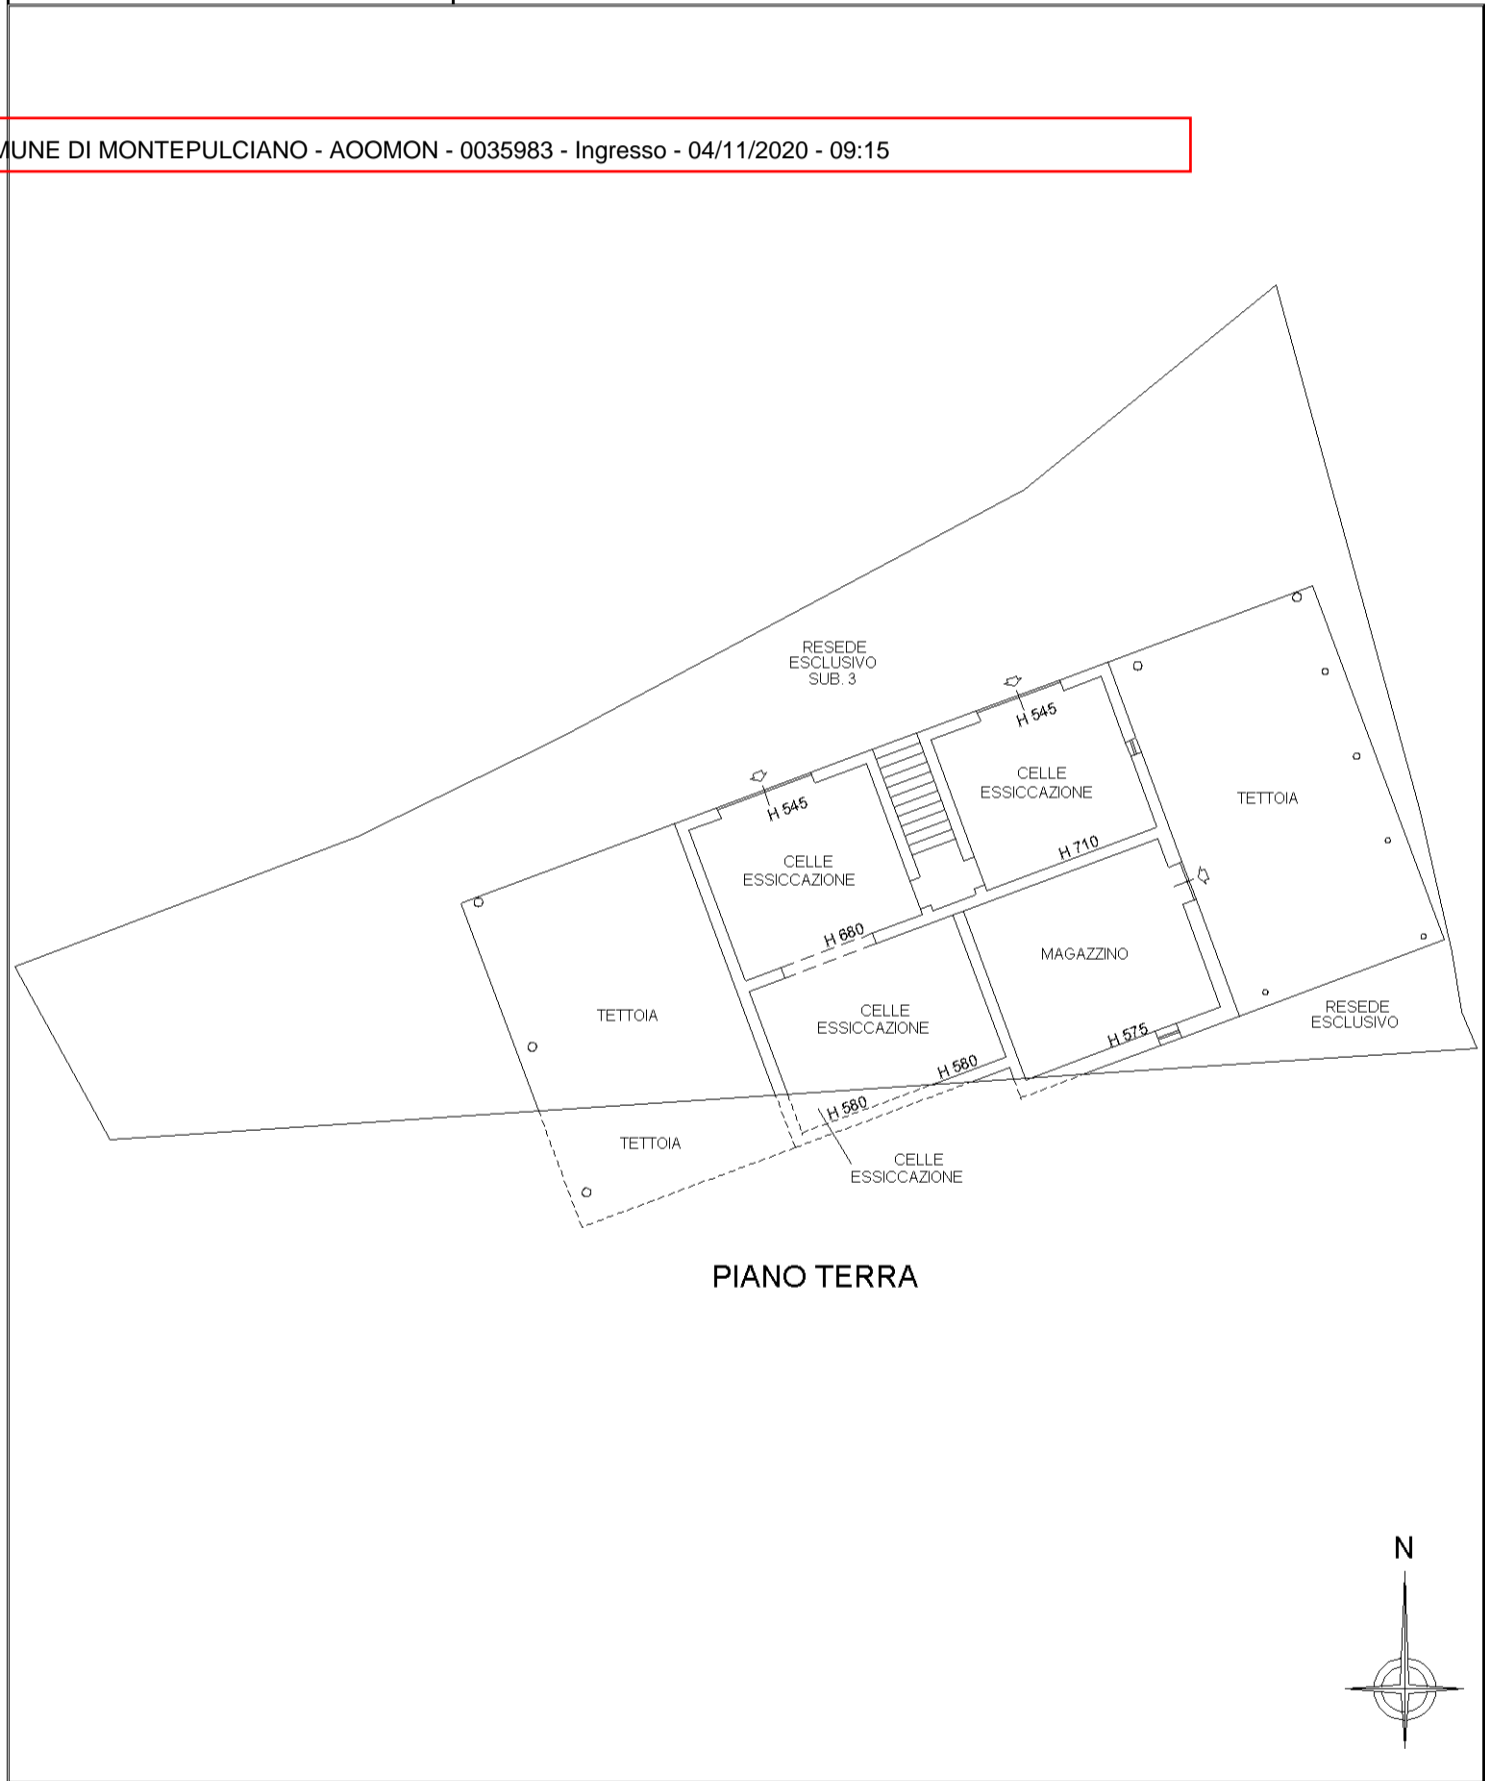 MUNE DI MONTEPULCIANO - AOOMON - 0035983 - Ingresso - 04/11/2020 - 09:15
RESEDE
ESCLUSIVO
SUB. 3
H 545
H 545
CELLE
ESSICCAZIONE
TETTOIA
H 710
CELLE
ESSICCAZIONE
H 680
MAGAZZINO
TETTOIA
CELLE
ESSICCAZIONE
RESEDE
ESCLUSIVO
H 575
H 580
H 580
TETTOIA
CELLE
ESSICCAZIONE
PIANO TERRA
N